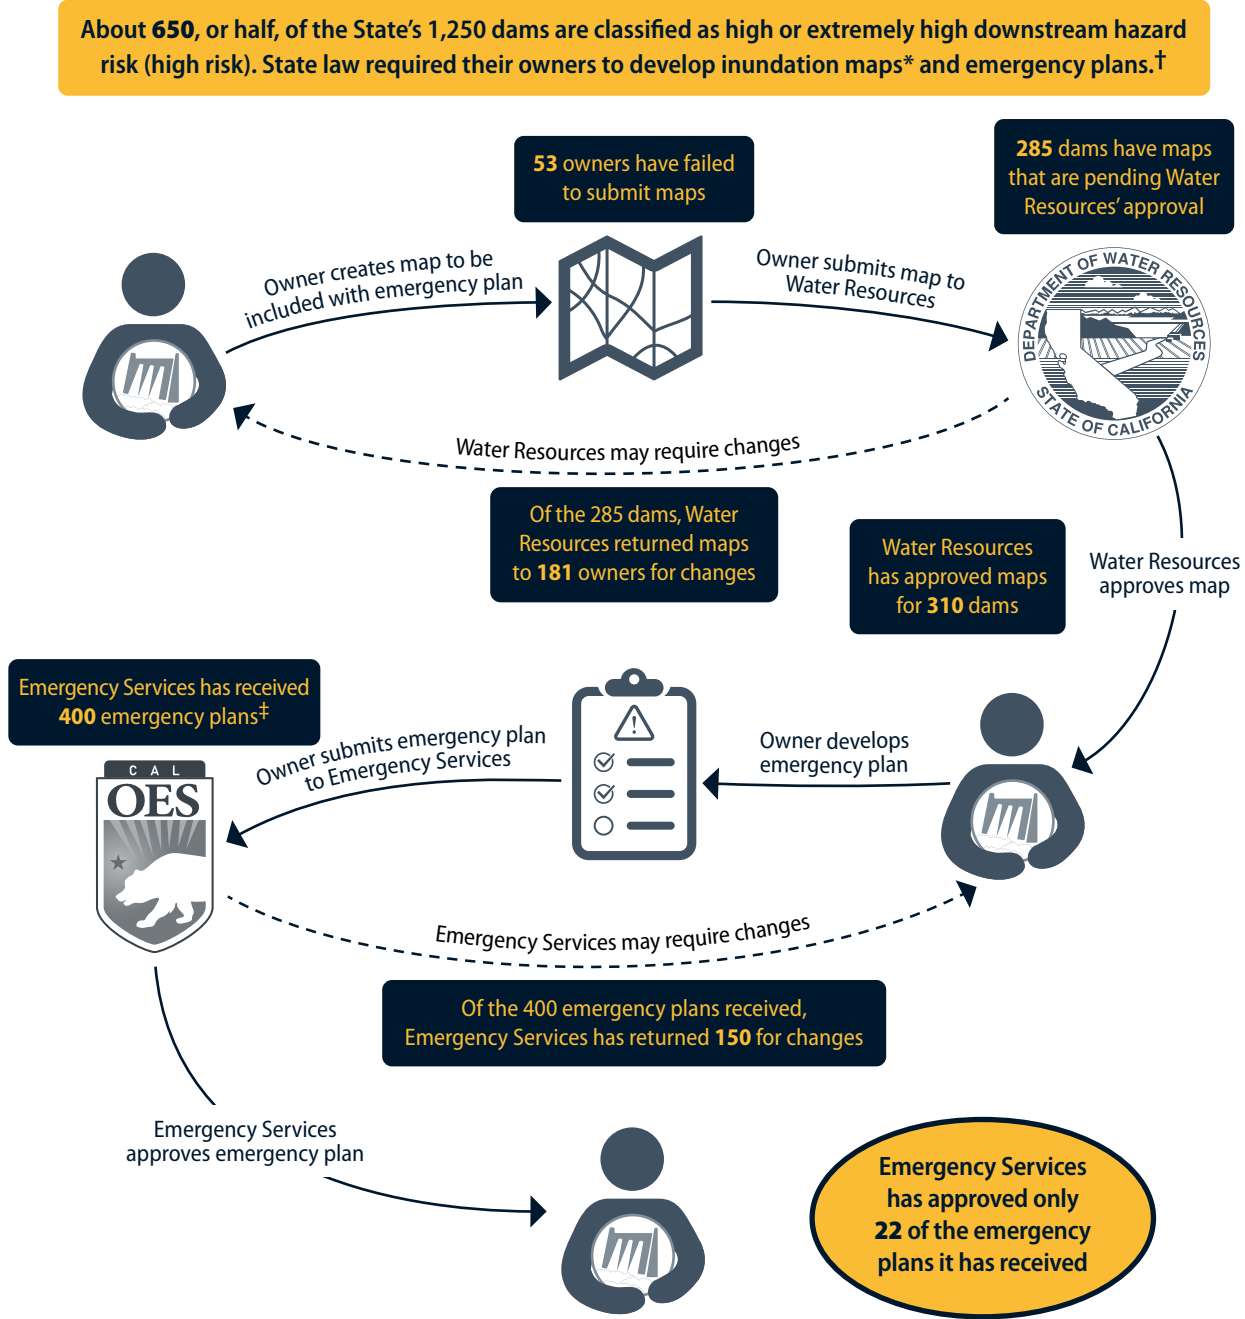 About 650, or half, of the State’s 1,250 dams are classified as high or extremely high downstream hazard
risk (high risk). State law required their owners to develop inundation maps* and emergency plans.†
53 owners have failed
to submit maps
285 dams have maps
that are pending Water
Resources’ approval
Owner creates map to be
included with emergency plan
Owner submits map to
Water Resources
DEPARTMENT OF WATER RESOURCES
STATE OF CALIFORNIA
Water Resources may require changes
Of the 285 dams, Water
Resources returned maps
to 181 owners for changes
Water Resources
has approved maps
for 310 dams
Water Resources
approves map
Emergency Services has received
400 emergency plans‡
Owner submits emergency plan
to Emergency Services
Owner develops
emergency plan
CAL
OES
Emergency Services may require changes
Of the 400 emergency plans received,
Emergency Services has returned 150 for changes
Emergency Services
approves emergency plan
Emergency Services
has approved only
22 of the emergency
plans it has received